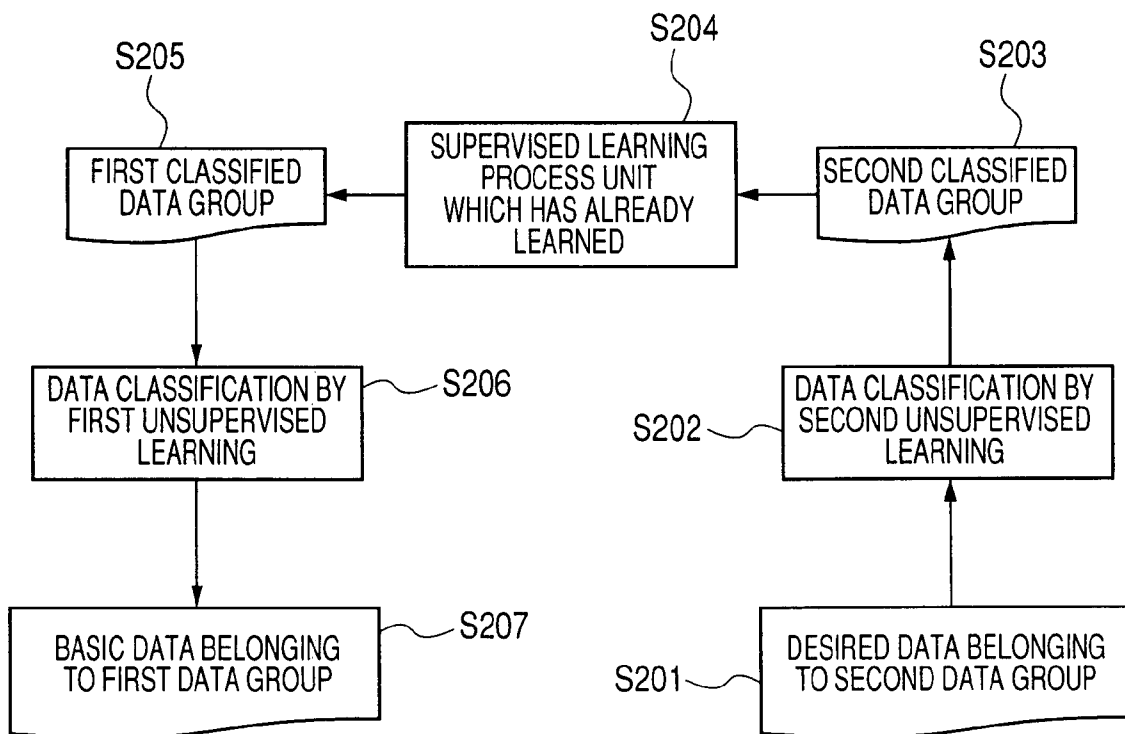 S205
FIRST CLASSIFIED
DATA GROUP
S204
SUPERVISED LEARNING
PROCESS UNIT
WHICH HAS ALREADY
LEARNED
S203
SECOND CLASSIFIED
DATA GROUP
DATA CLASSIFICATION BY
FIRST UNSUPERVISED
LEARNING
S206
S202
DATA CLASSIFICATION BY
SECOND UNSUPERVISED
LEARNING
BASIC DATA BELONGING
TO FIRST DATA GROUP
S207
S201
DESIRED DATA BELONGING
TO SECOND DATA GROUP